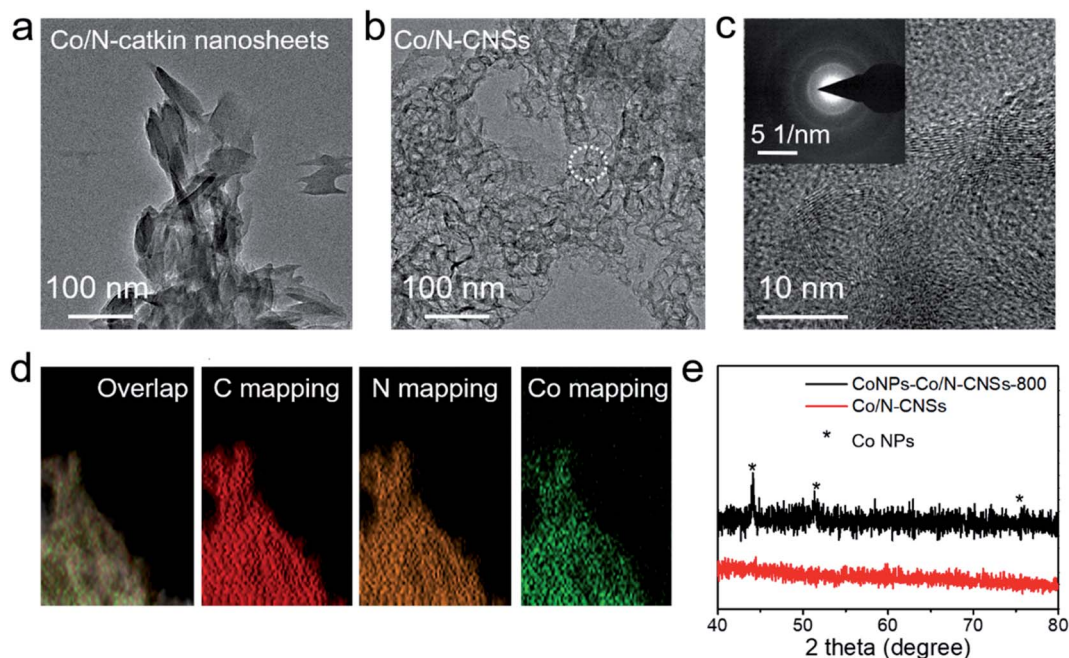 a
Co/N-catkin nanosheets
100 nm
b
Co/N-CNSs
100 nm
c
5 1/nm
10 nm
d
Overlap
C mapping
N mapping
Co mapping
e
CoNPs-Co/N-CNSs-800
Co/N-CNSs
* Co NPs
*
*
*
40 50 60 70 80
2 theta (degree)